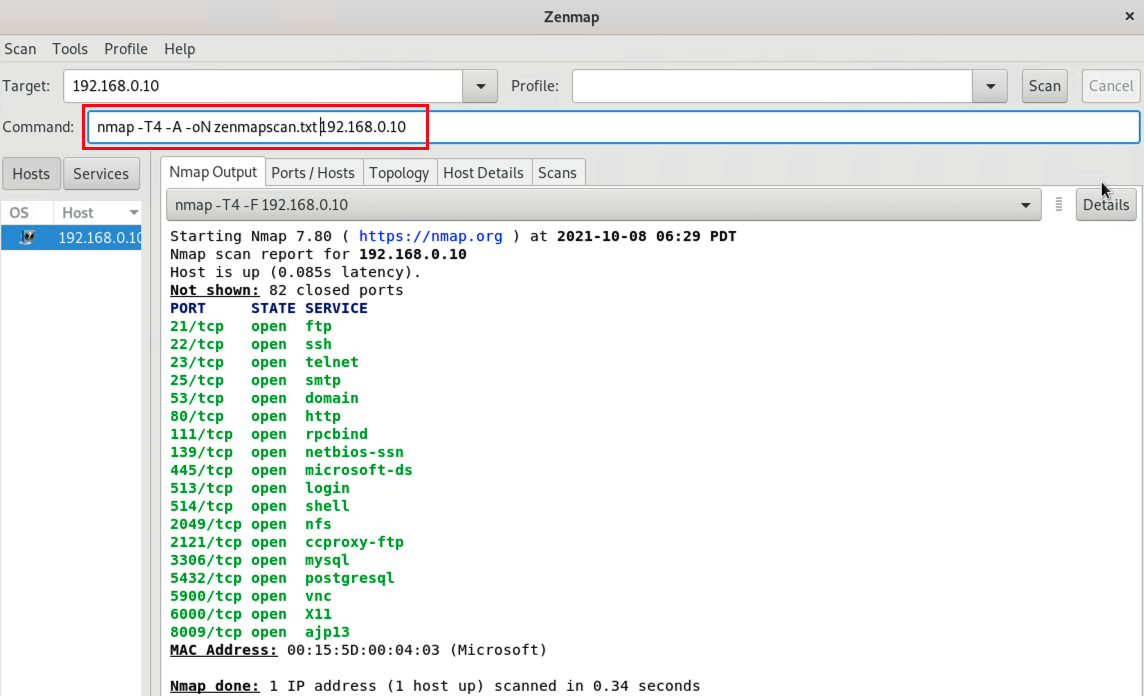 Zenmap
Scan Tools Profile Help
Target: 192.168.0.10 Profile: Scan Cancel
Command: nmap -T4 -A -oN zenmapscan.txt 192.168.0.10
Hosts Services Nmap Output Ports / Hosts Topology Host Details Scans
OS Host nmap -T4 -F 192.168.0.10 Details
192.168.0.10
Starting Nmap 7.80 ( https://nmap.org ) at 2021-10-08 06:29 PDT
Nmap scan report for 192.168.0.10
Host is up (0.085s latency).
Not shown: 82 closed ports
PORT STATE SERVICE
21/tcp open ftp
22/tcp open ssh
23/tcp open telnet
25/tcp open smtp
53/tcp open domain
80/tcp open http
111/tcp open rpcbind
139/tcp open netbios-ssn
445/tcp open microsoft-ds
513/tcp open login
514/tcp open shell
2049/tcp open nfs
2121/tcp open ccproxy-ftp
3306/tcp open mysql
5432/tcp open postgresql
5900/tcp open vnc
6000/tcp open X11
8009/tcp open ajp13
MAC Address: 00:15:5D:00:04:03 (Microsoft)
Nmap done: 1 IP address (1 host up) scanned in 0.34 seconds